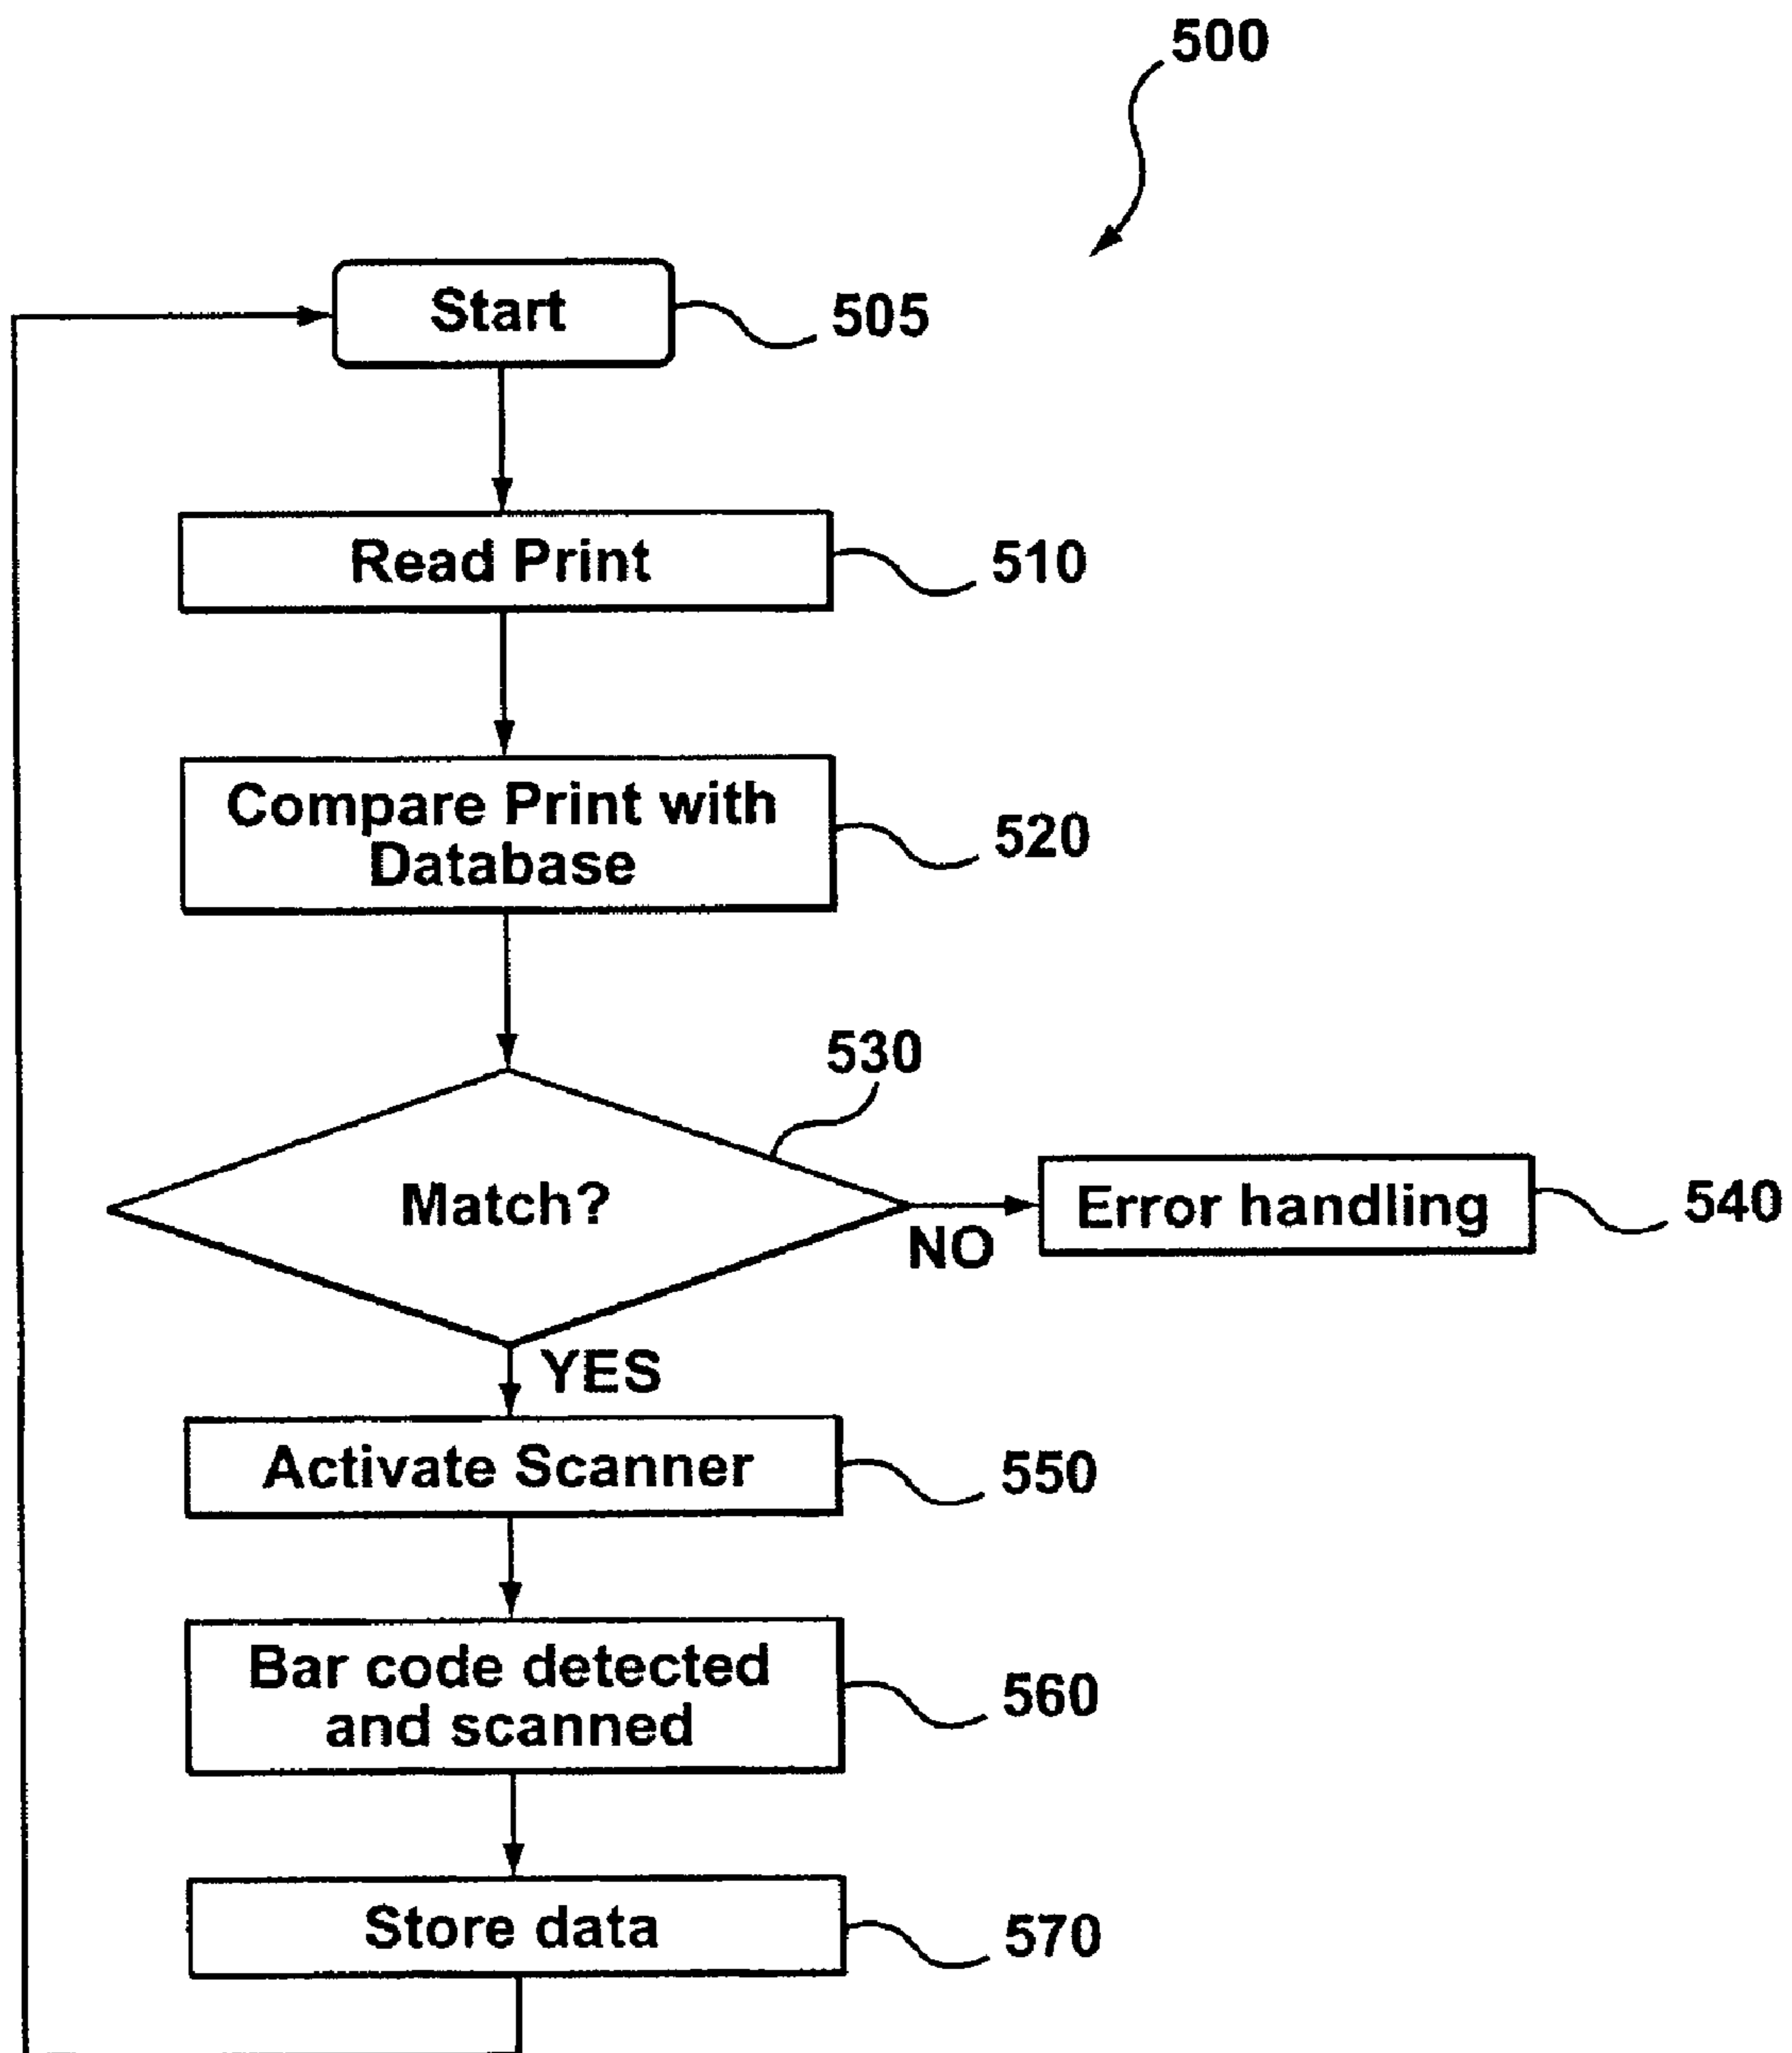 500
Start
505
Read Print
510
Compare Print with
Database
520
530
Match?
NO
Error handling
540
YES
Activate Scanner
550
Bar code detected
and scanned
560
Store data
570